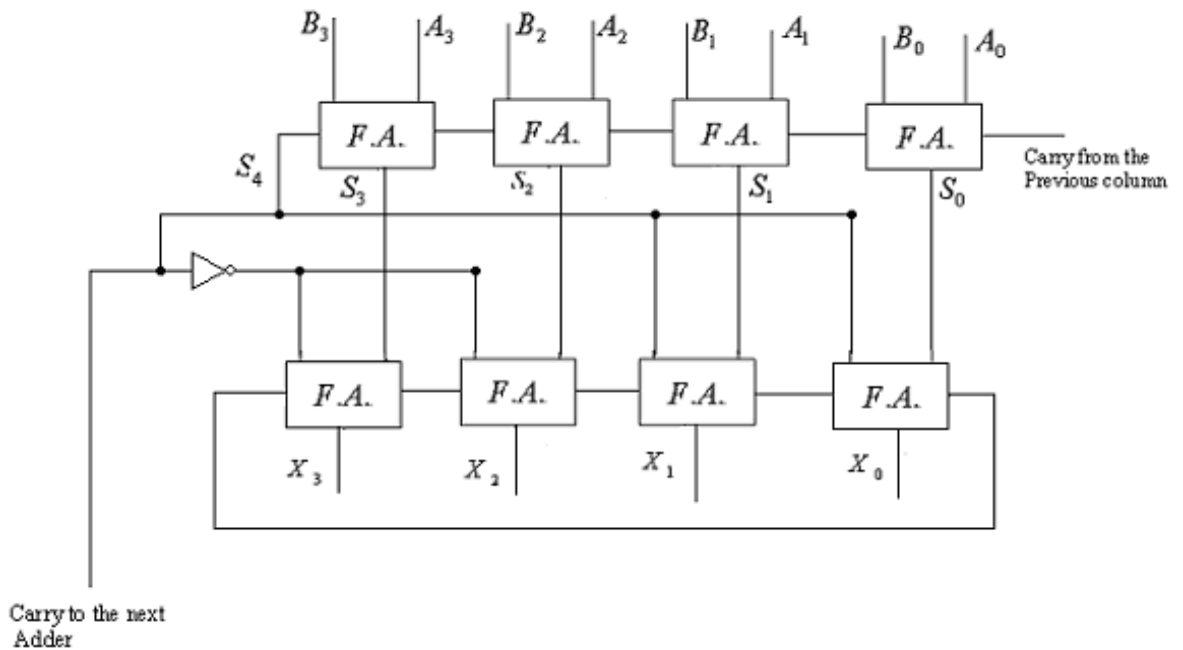 B₃ A₃ B₂ A₂ B₁ A₁ B₀ A₀
F.A. F.A. F.A. F.A.
Carry from the
Previous column
S₄ S₃ S₂ S₁ S₀
F.A. F.A. F.A. F.A.
X₃ X₂ X₁ X₀
Carry to the next
Adder